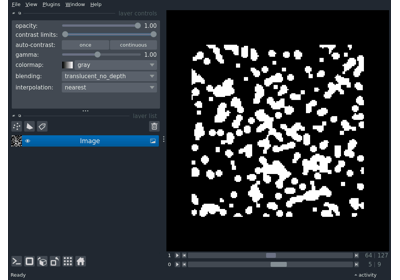 File View Plugins Window Help
layer controls
opacity: 1.00
contrast limits:
auto-contrast: once continuous
gamma: 1.00
colormap: gray
blending: translucent_no_depth
interpolation: nearest
layer list
Image
1 64 127
0 5 9
Ready activity